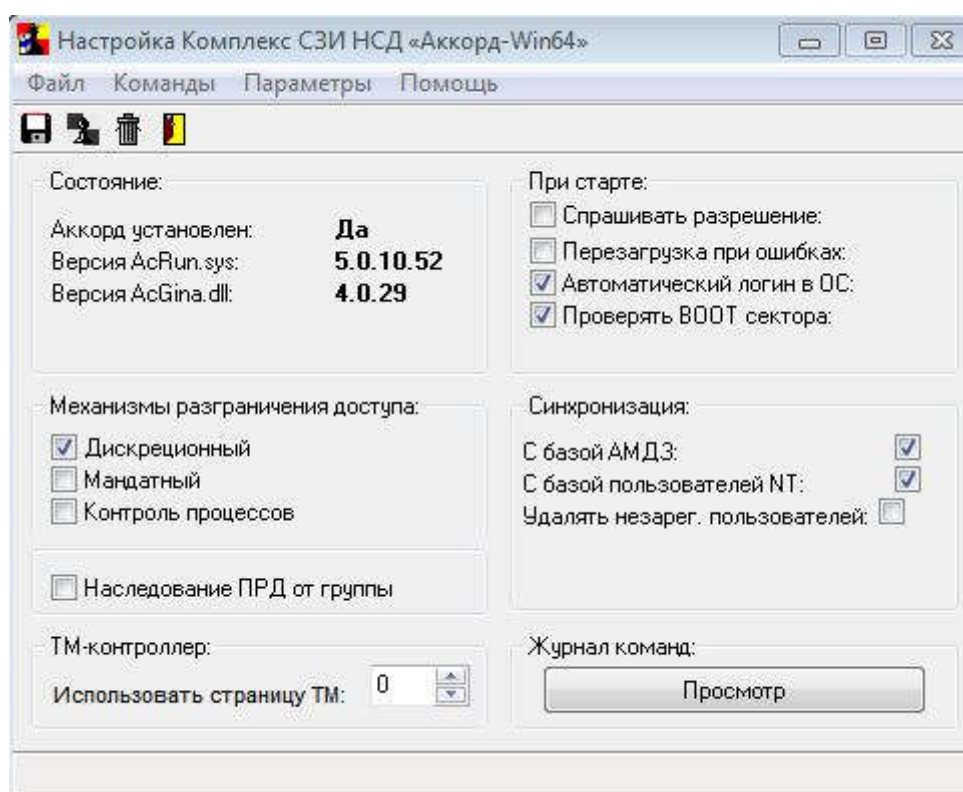 Настройка Комплекс СЗИ НСД «Аккорд-Win64»
Файл Команды Параметры Помощь
Состояние:
Аккорд установлен: Да
Версия AcRun.sys: 5.0.10.52
Версия AcGina.dll: 4.0.29
При старте:
Спрашивать разрешение:
Перезагрузка при ошибках:
Автоматический логин в ОС:
Проверять BOOT сектора:
Механизмы разграничения доступа:
Дискреционный
Мандатный
Контроль процессов
Наследование ПРД от группы
Синхронизация:
С базой АМДЗ:
С базой пользователей NT:
Удалять незарег. пользователей:
ТМ-контроллер:
Использовать страницу ТМ: 0
Журнал команд:
Просмотр